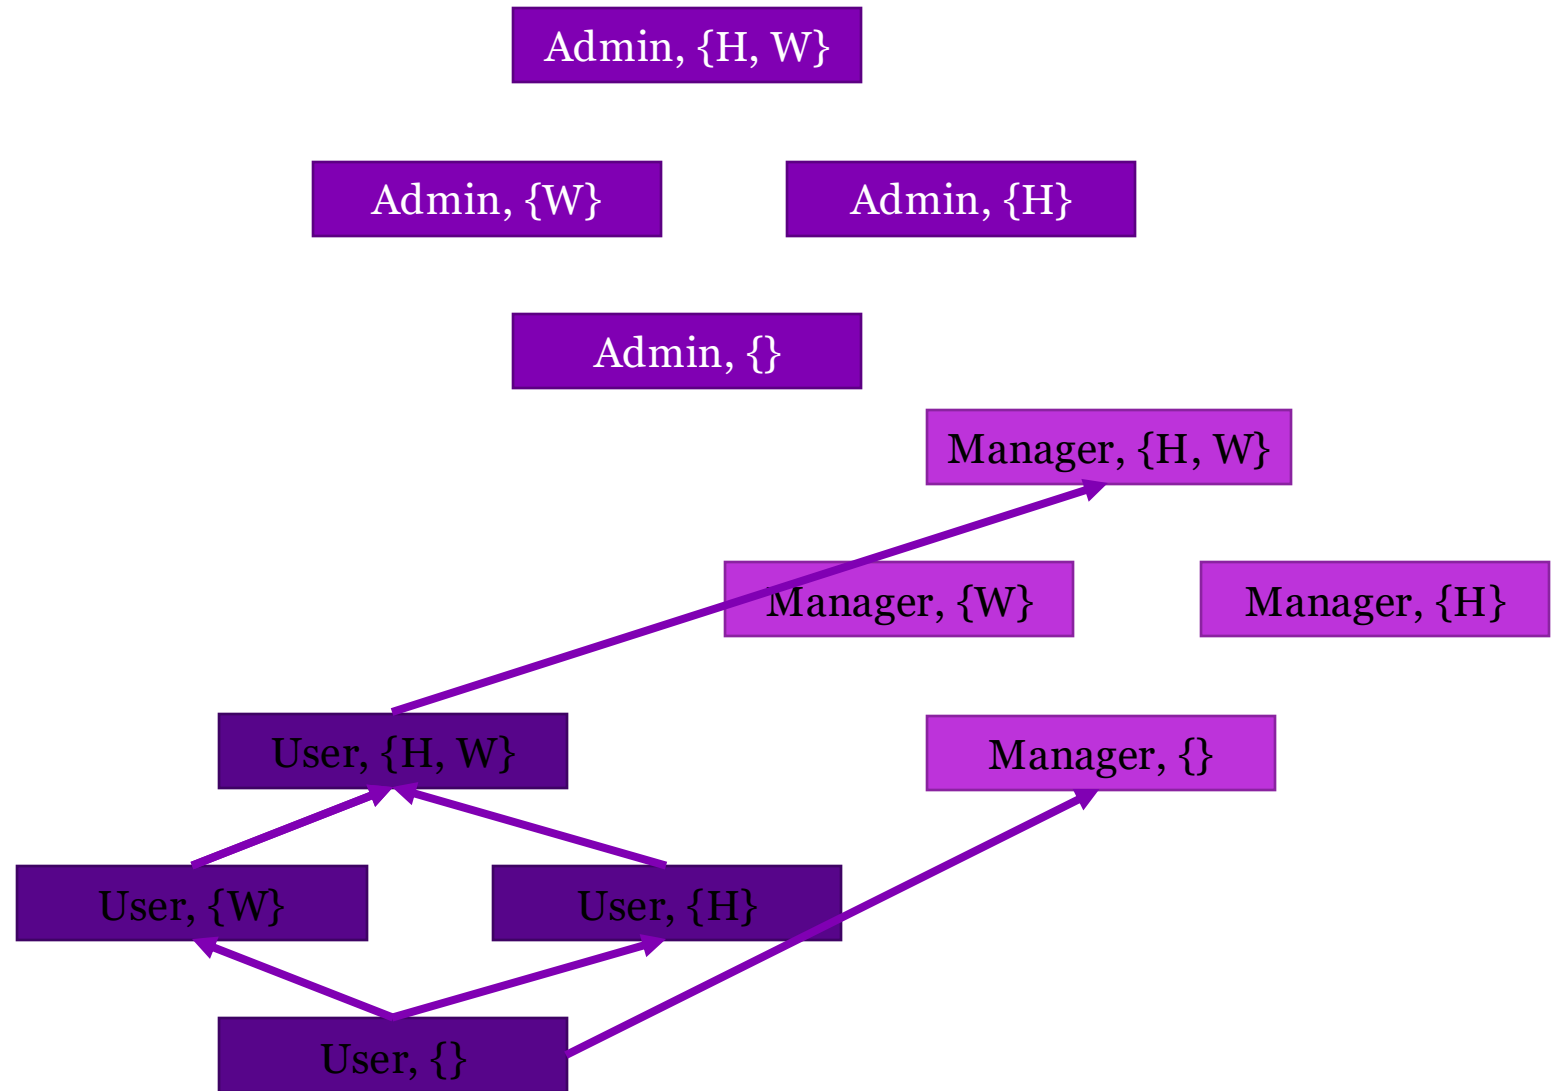 Admin, {H, W}
Admin, {W}
Admin, {H}
Admin, {}
Manager, {H, W}
Manager, {W}
Manager, {H}
User, {H, W}
Manager, {}
User, {W}
User, {H}
User, {}